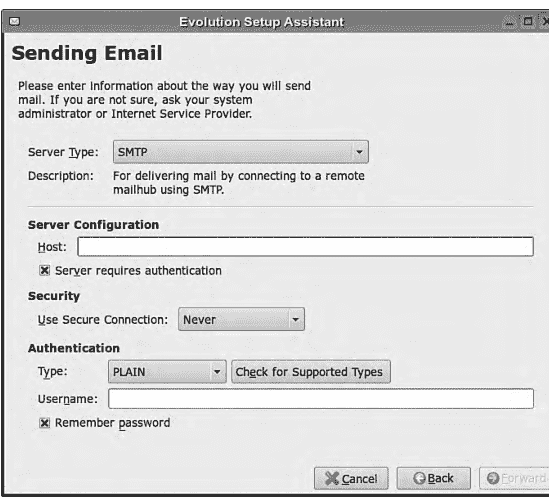 Evolution Setup Assistant
Sending Email
Please enter information about the way you will send
mail. If you are not sure, ask your system
administrator or Internet Service Provider.
Server Type: SMTP
Description: For delivering mail by connecting to a remote
mailhub using SMTP.
Server Configuration
Host:
Server requires authentication
Security
Use Secure Connection: Never
Authentication
Type: PLAIN Check for Supported Types
Username:
Remember password
Cancel Back Forward